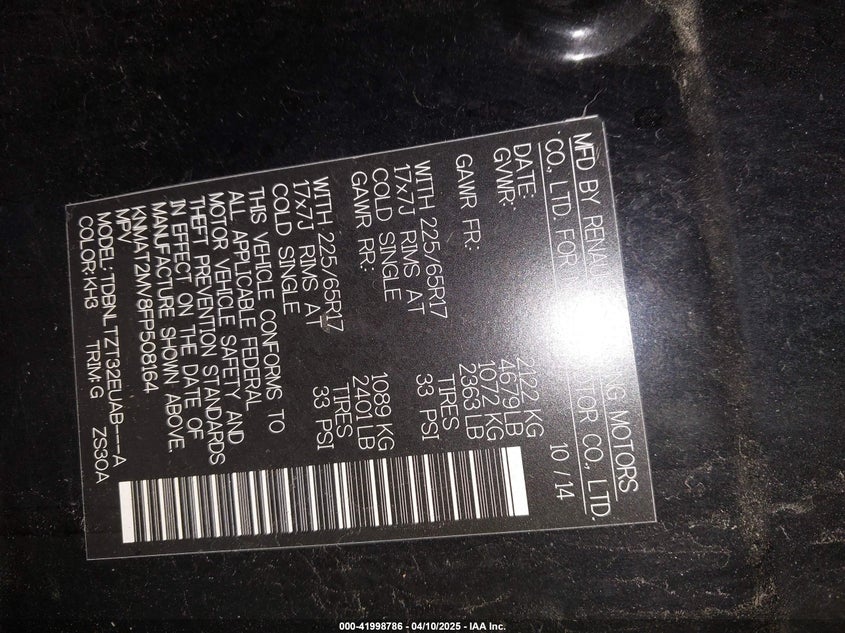 MFD BY RENAU NG MOTORS
CO., LTD. FOR TOR CO., LTD.
DATE: 10/14
GVWR: 2122 KG
4679 LB
GAWR FR: 1072 KG
2363 LB
WITH 225/65R17 TIRES
17x7J RIMS AT 33 PSI
COLD SINGLE
GAWR RR: 1089 KG
2401 LB
WITH 225/65R17 TIRES
17x7J RIMS AT 33 PSI
COLD SINGLE
THIS VEHICLE CONFORMS TO
ALL APPLICABLE FEDERAL
MOTOR VEHICLE SAFETY AND
THEFT PREVENTION STANDARDS
IN EFFECT ON THE DATE OF
MANUFACTURE SHOWN ABOVE.
KNMAT2MV8FP508164
MPV
MODEL: TDBNLTZT32EUAB---A
COLOR: KH3 TRIM:G ZS30A
000-41998786 - 04/10/2025 - IAA Inc.